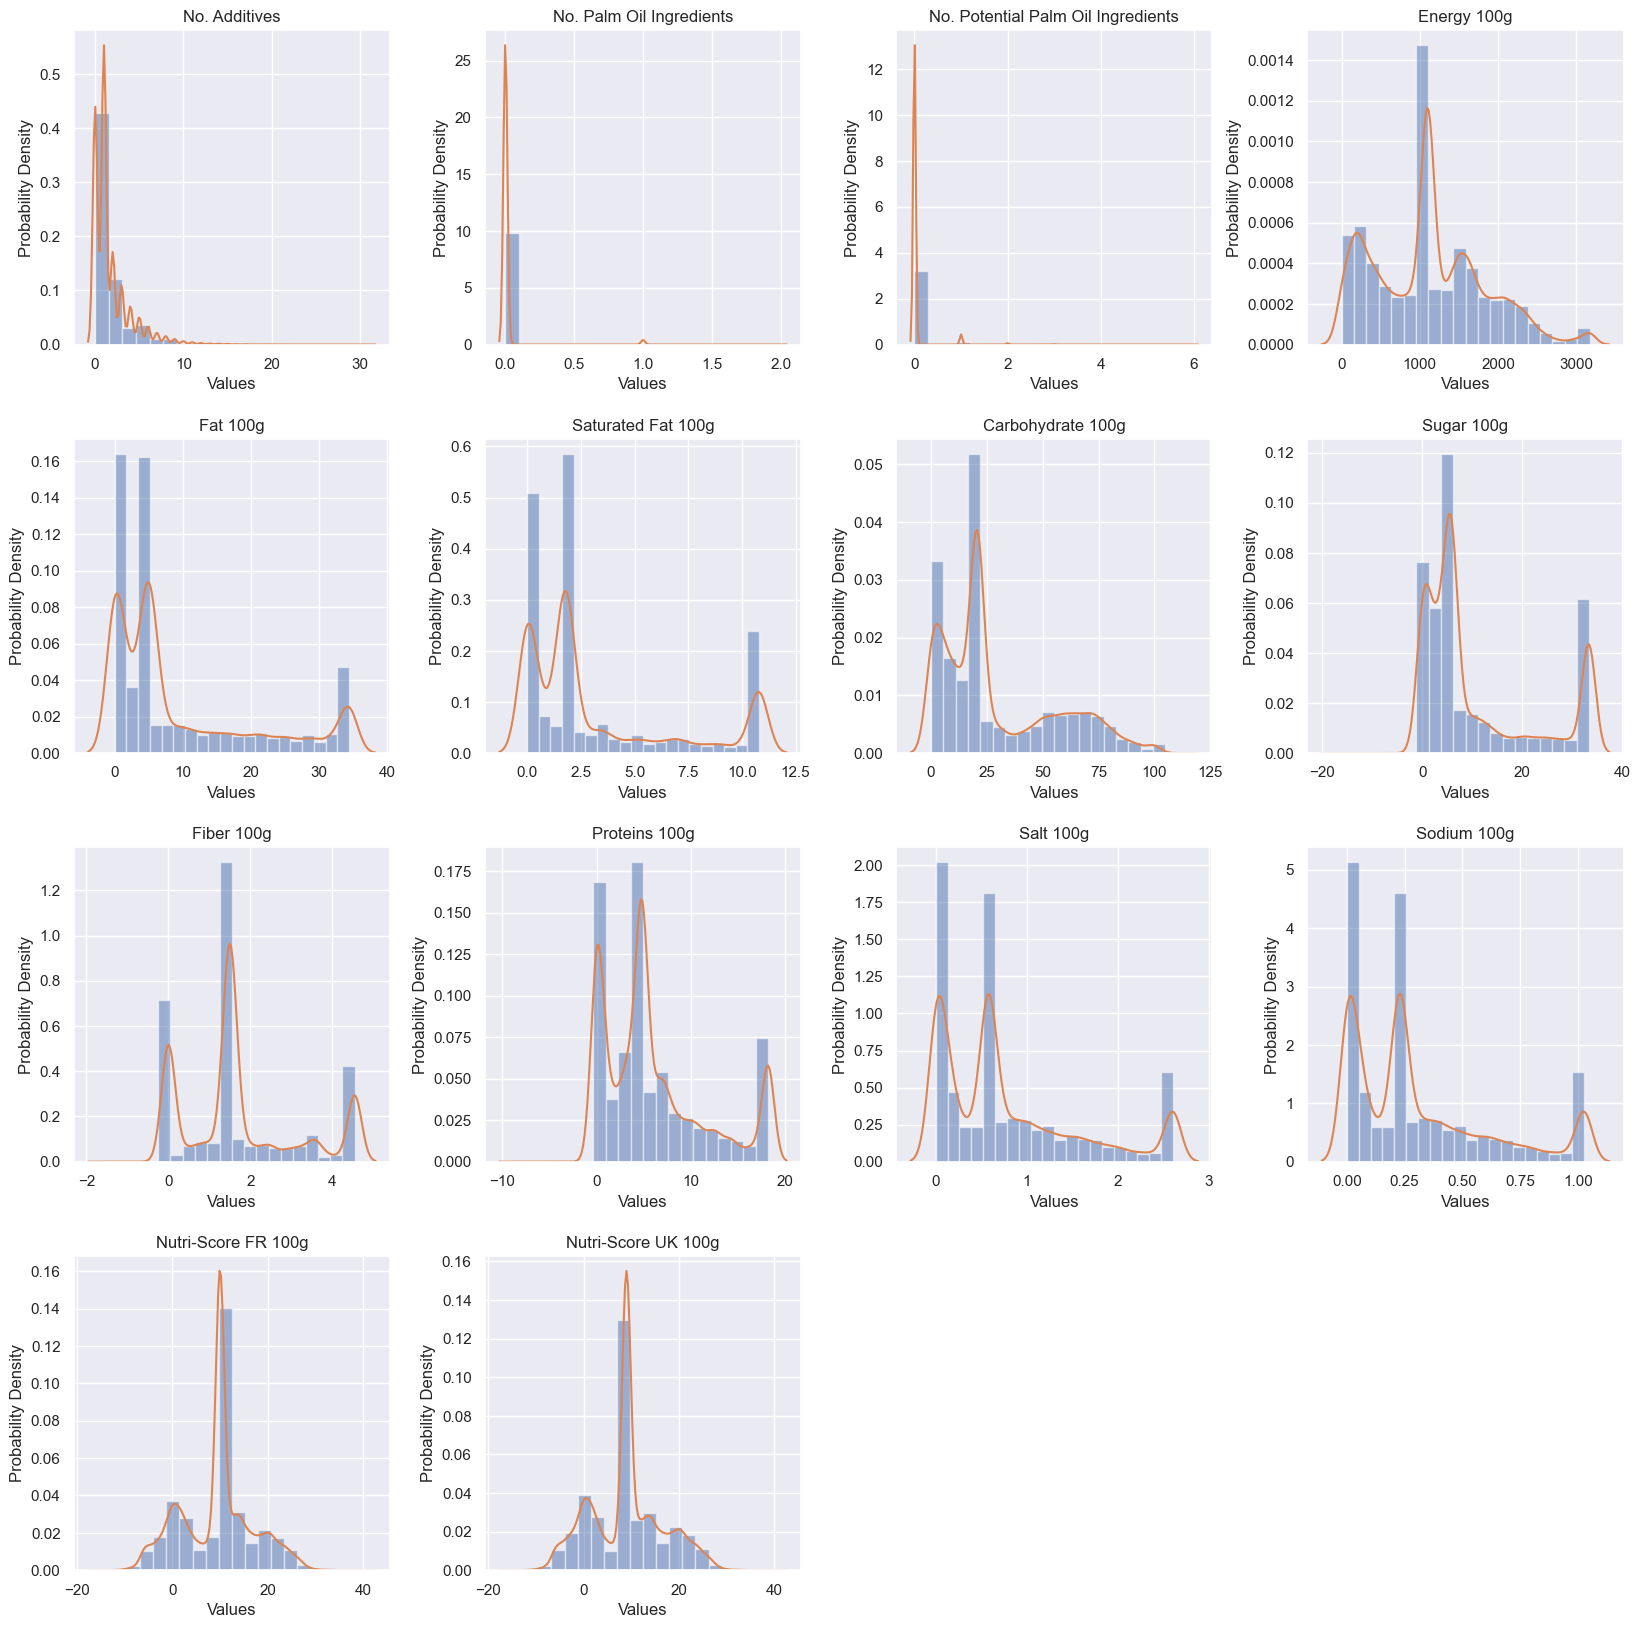 No. Additives
No. Palm Oil Ingredients
No. Potential Palm Oil Ingredients
Energy 100g
Probability Density
0.5
0.4
0.3
0.2
0.1
0.0
0 10 20 30
Values
Probability Density
25
20
15
10
5
0
0.0 0.5 1.0 1.5 2.0
Values
Probability Density
12
10
8
6
4
2
0
0 2 4 6
Values
Probability Density
0.0014
0.0012
0.0010
0.0008
0.0006
0.0004
0.0002
0.0000
0 1000 2000 3000
Values
Fat 100g
Saturated Fat 100g
Carbohydrate 100g
Sugar 100g
Probability Density
0.16
0.14
0.12
0.10
0.08
0.06
0.04
0.02
0.00
0 10 20 30 40
Values
Probability Density
0.6
0.5
0.4
0.3
0.2
0.1
0.0
0.0 2.5 5.0 7.5 10.0 12.5
Values
Probability Density
0.05
0.04
0.03
0.02
0.01
0.00
0 25 50 75 100 125
Values
Probability Density
0.12
0.10
0.08
0.06
0.04
0.02
0.00
−20 0 20 40
Values
Fiber 100g
Proteins 100g
Salt 100g
Sodium 100g
Probability Density
1.2
1.0
0.8
0.6
0.4
0.2
0.0
−2 0 2 4
Values
Probability Density
0.175
0.150
0.125
0.100
0.075
0.050
0.025
0.000
−10 0 10 20
Values
Probability Density
2.00
1.75
1.50
1.25
1.00
0.75
0.50
0.25
0.00
0 1 2 3
Values
Probability Density
5
4
3
2
1
0
0.00 0.25 0.50 0.75 1.00
Values
Nutri-Score FR 100g
Nutri-Score UK 100g
Probability Density
0.16
0.14
0.12
0.10
0.08
0.06
0.04
0.02
0.00
−20 0 20 40
Values
Probability Density
0.16
0.14
0.12
0.10
0.08
0.06
0.04
0.02
0.00
−20 0 20 40
Values